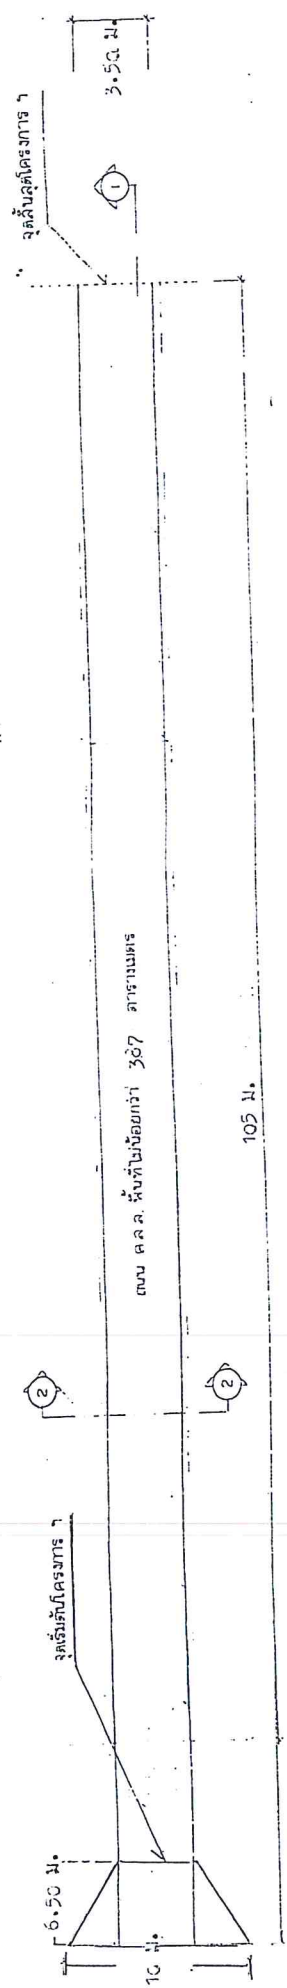 6.50 ม.
10 ม.
จุดเริ่มต้นโครงการ ฯ
2
2
ถนน คสล. พื้นที่ไม่น้อยกว่า 367 ตารางเมตร
105 ม.
จุดสิ้นสุดโครงการ ฯ
1
3.50 ม.